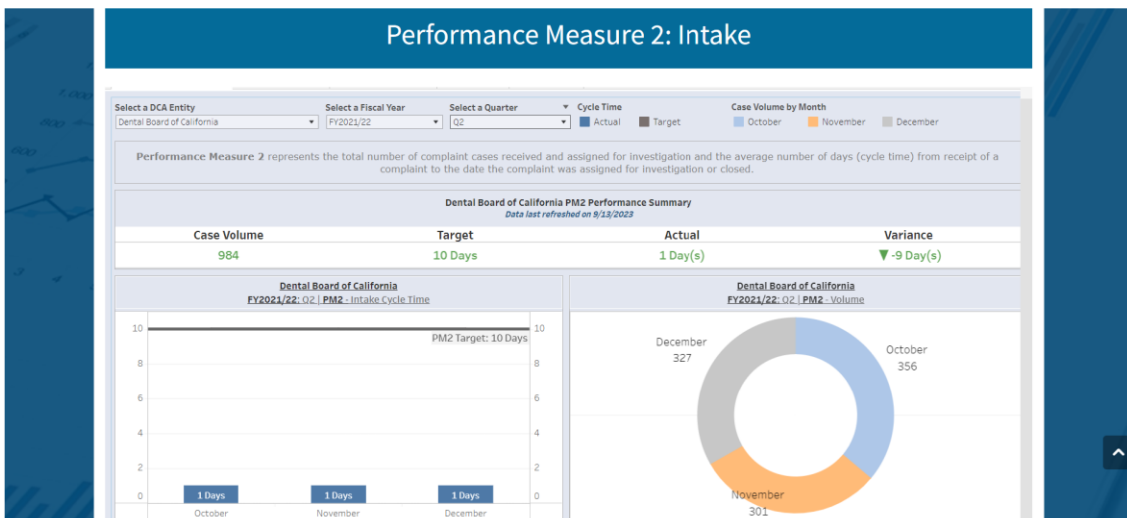 Performance Measure 2: Intake
Select a DCA Entity
Select a Fiscal Year
Select a Quarter
Cycle Time
Case Volume by Month
Dental Board of California
FY2021/22
Q2
Actual
Target
October
November
December
Performance Measure 2 represents the total number of complaint cases received and assigned for investigation and the average number of days (cycle time) from receipt of a
complaint to the date the complaint was assigned for investigation or closed.
Dental Board of California PM2 Performance Summary
Data last refreshed on 9/13/2023
Case Volume Target Actual Variance
984 10 Days 1 Day(s) ▼ -9 Day(s)
Dental Board of California
FY2021/22: Q2 | PM2 - Intake Cycle Time
10 10
PM2 Target: 10 Days
8 8
6 6
4 4
2 2
0 0
1 Days 1 Days 1 Days
October November December
Dental Board of California
FY2021/22: Q2 | PM2 - Volume
December
327
October
356
November
301
1,000
800
600
3 4